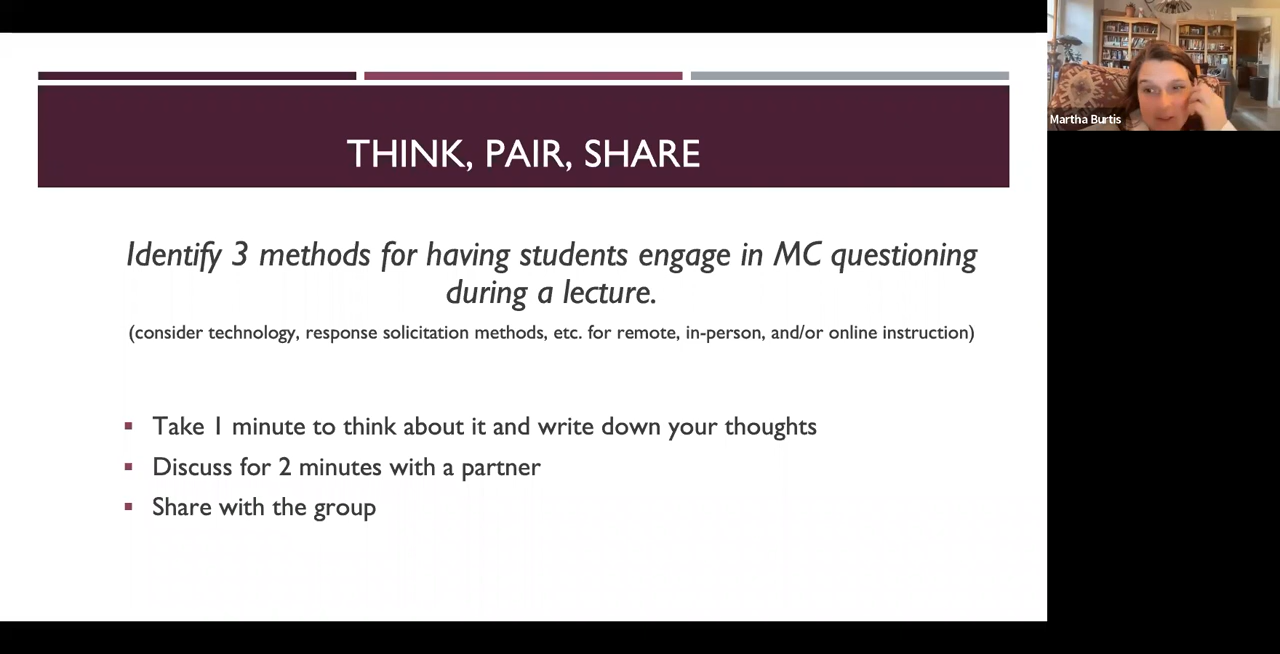 THINK, PAIR, SHARE
Identify 3 methods for having students engage in MC questioning
during a lecture.
(consider technology, response solicitation methods, etc. for remote, in-person, and/or online instruction)
▪ Take 1 minute to think about it and write down your thoughts
▪ Discuss for 2 minutes with a partner
▪ Share with the group
Martha Burtis